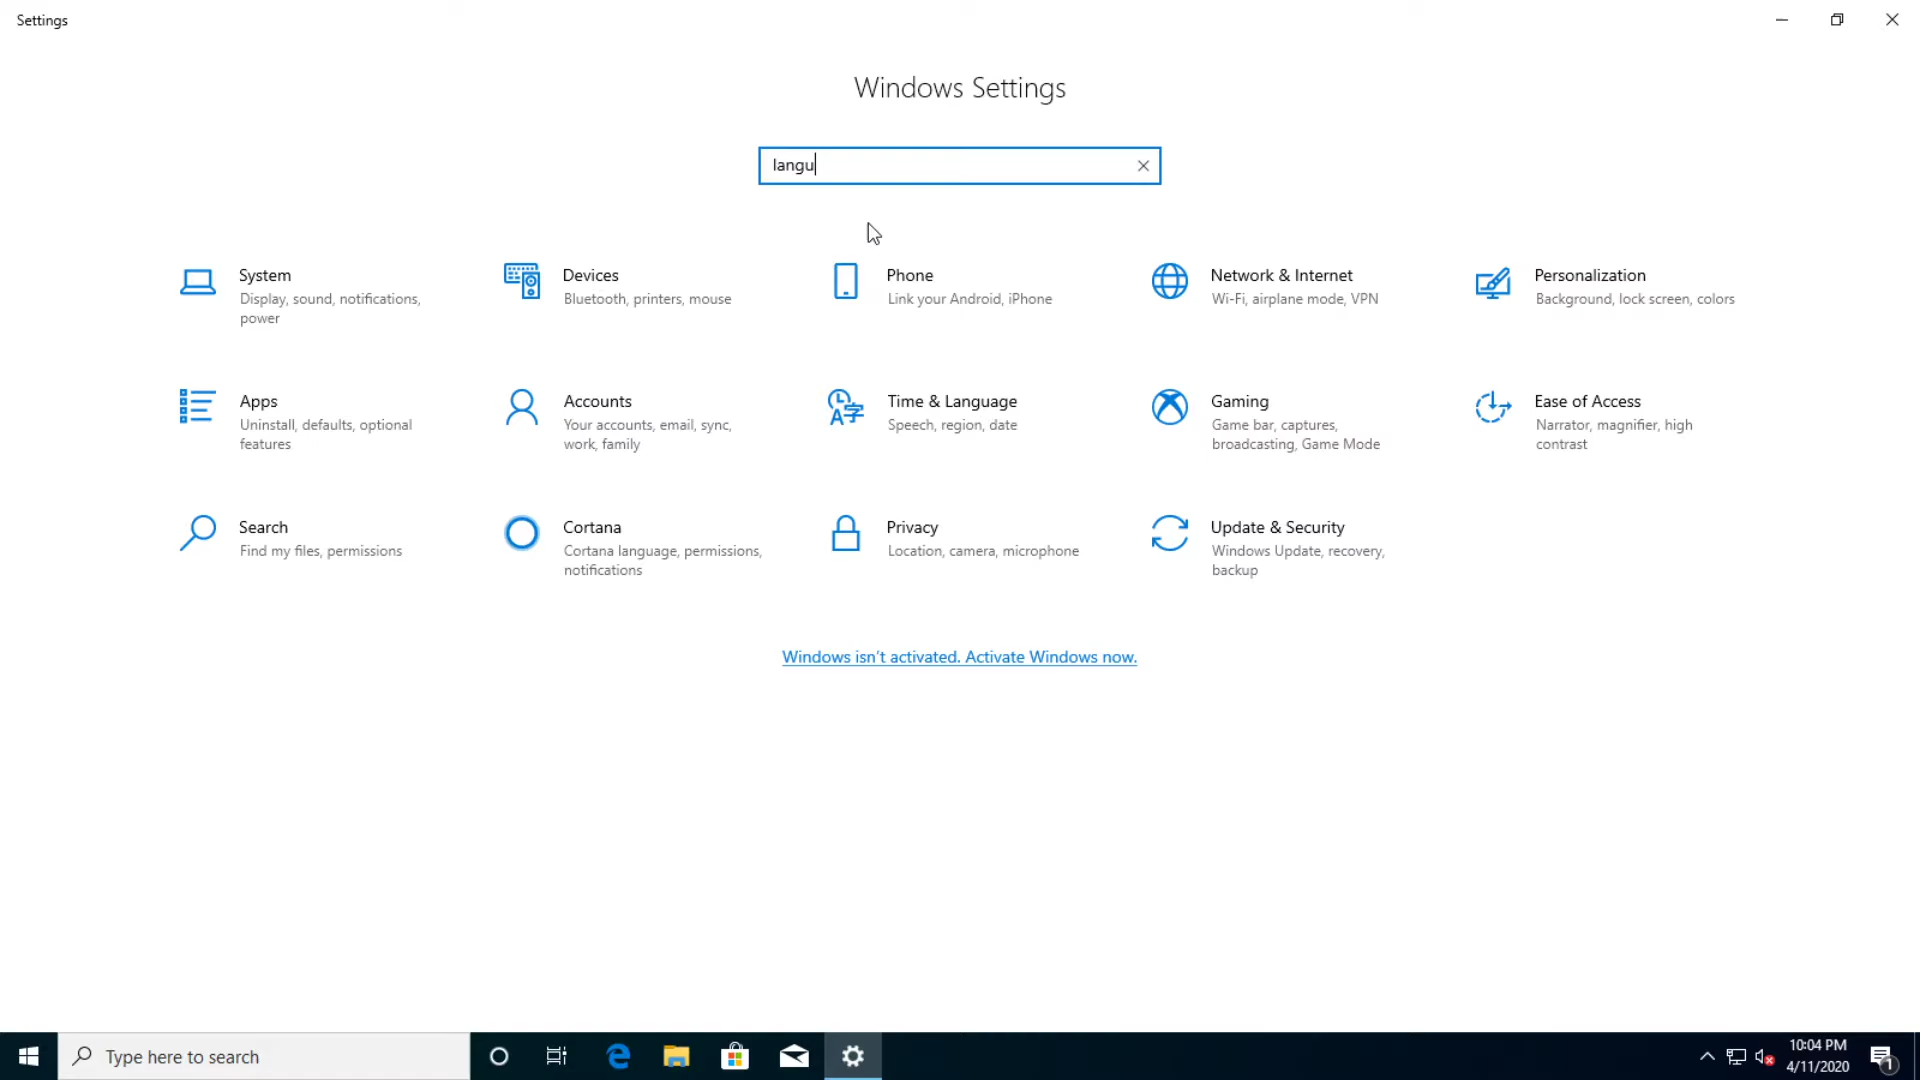 Settings
Windows Settings
langu
System
Display, sound, notifications,
power
Devices
Bluetooth, printers, mouse
Phone
Link your Android, iPhone
Network & Internet
Wi-Fi, airplane mode, VPN
Personalization
Background, lock screen, colors
Apps
Uninstall, defaults, optional
features
Accounts
Your accounts, email, sync,
work, family
Time & Language
Speech, region, date
Gaming
Game bar, captures,
broadcasting, Game Mode
Ease of Access
Narrator, magnifier, high
contrast
Search
Find my files, permissions
Cortana
Cortana language, permissions,
notifications
Privacy
Location, camera, microphone
Update & Security
Windows Update, recovery,
backup
Windows isn't activated. Activate Windows now.
Type here to search
10:04 PM
4/11/2020
1